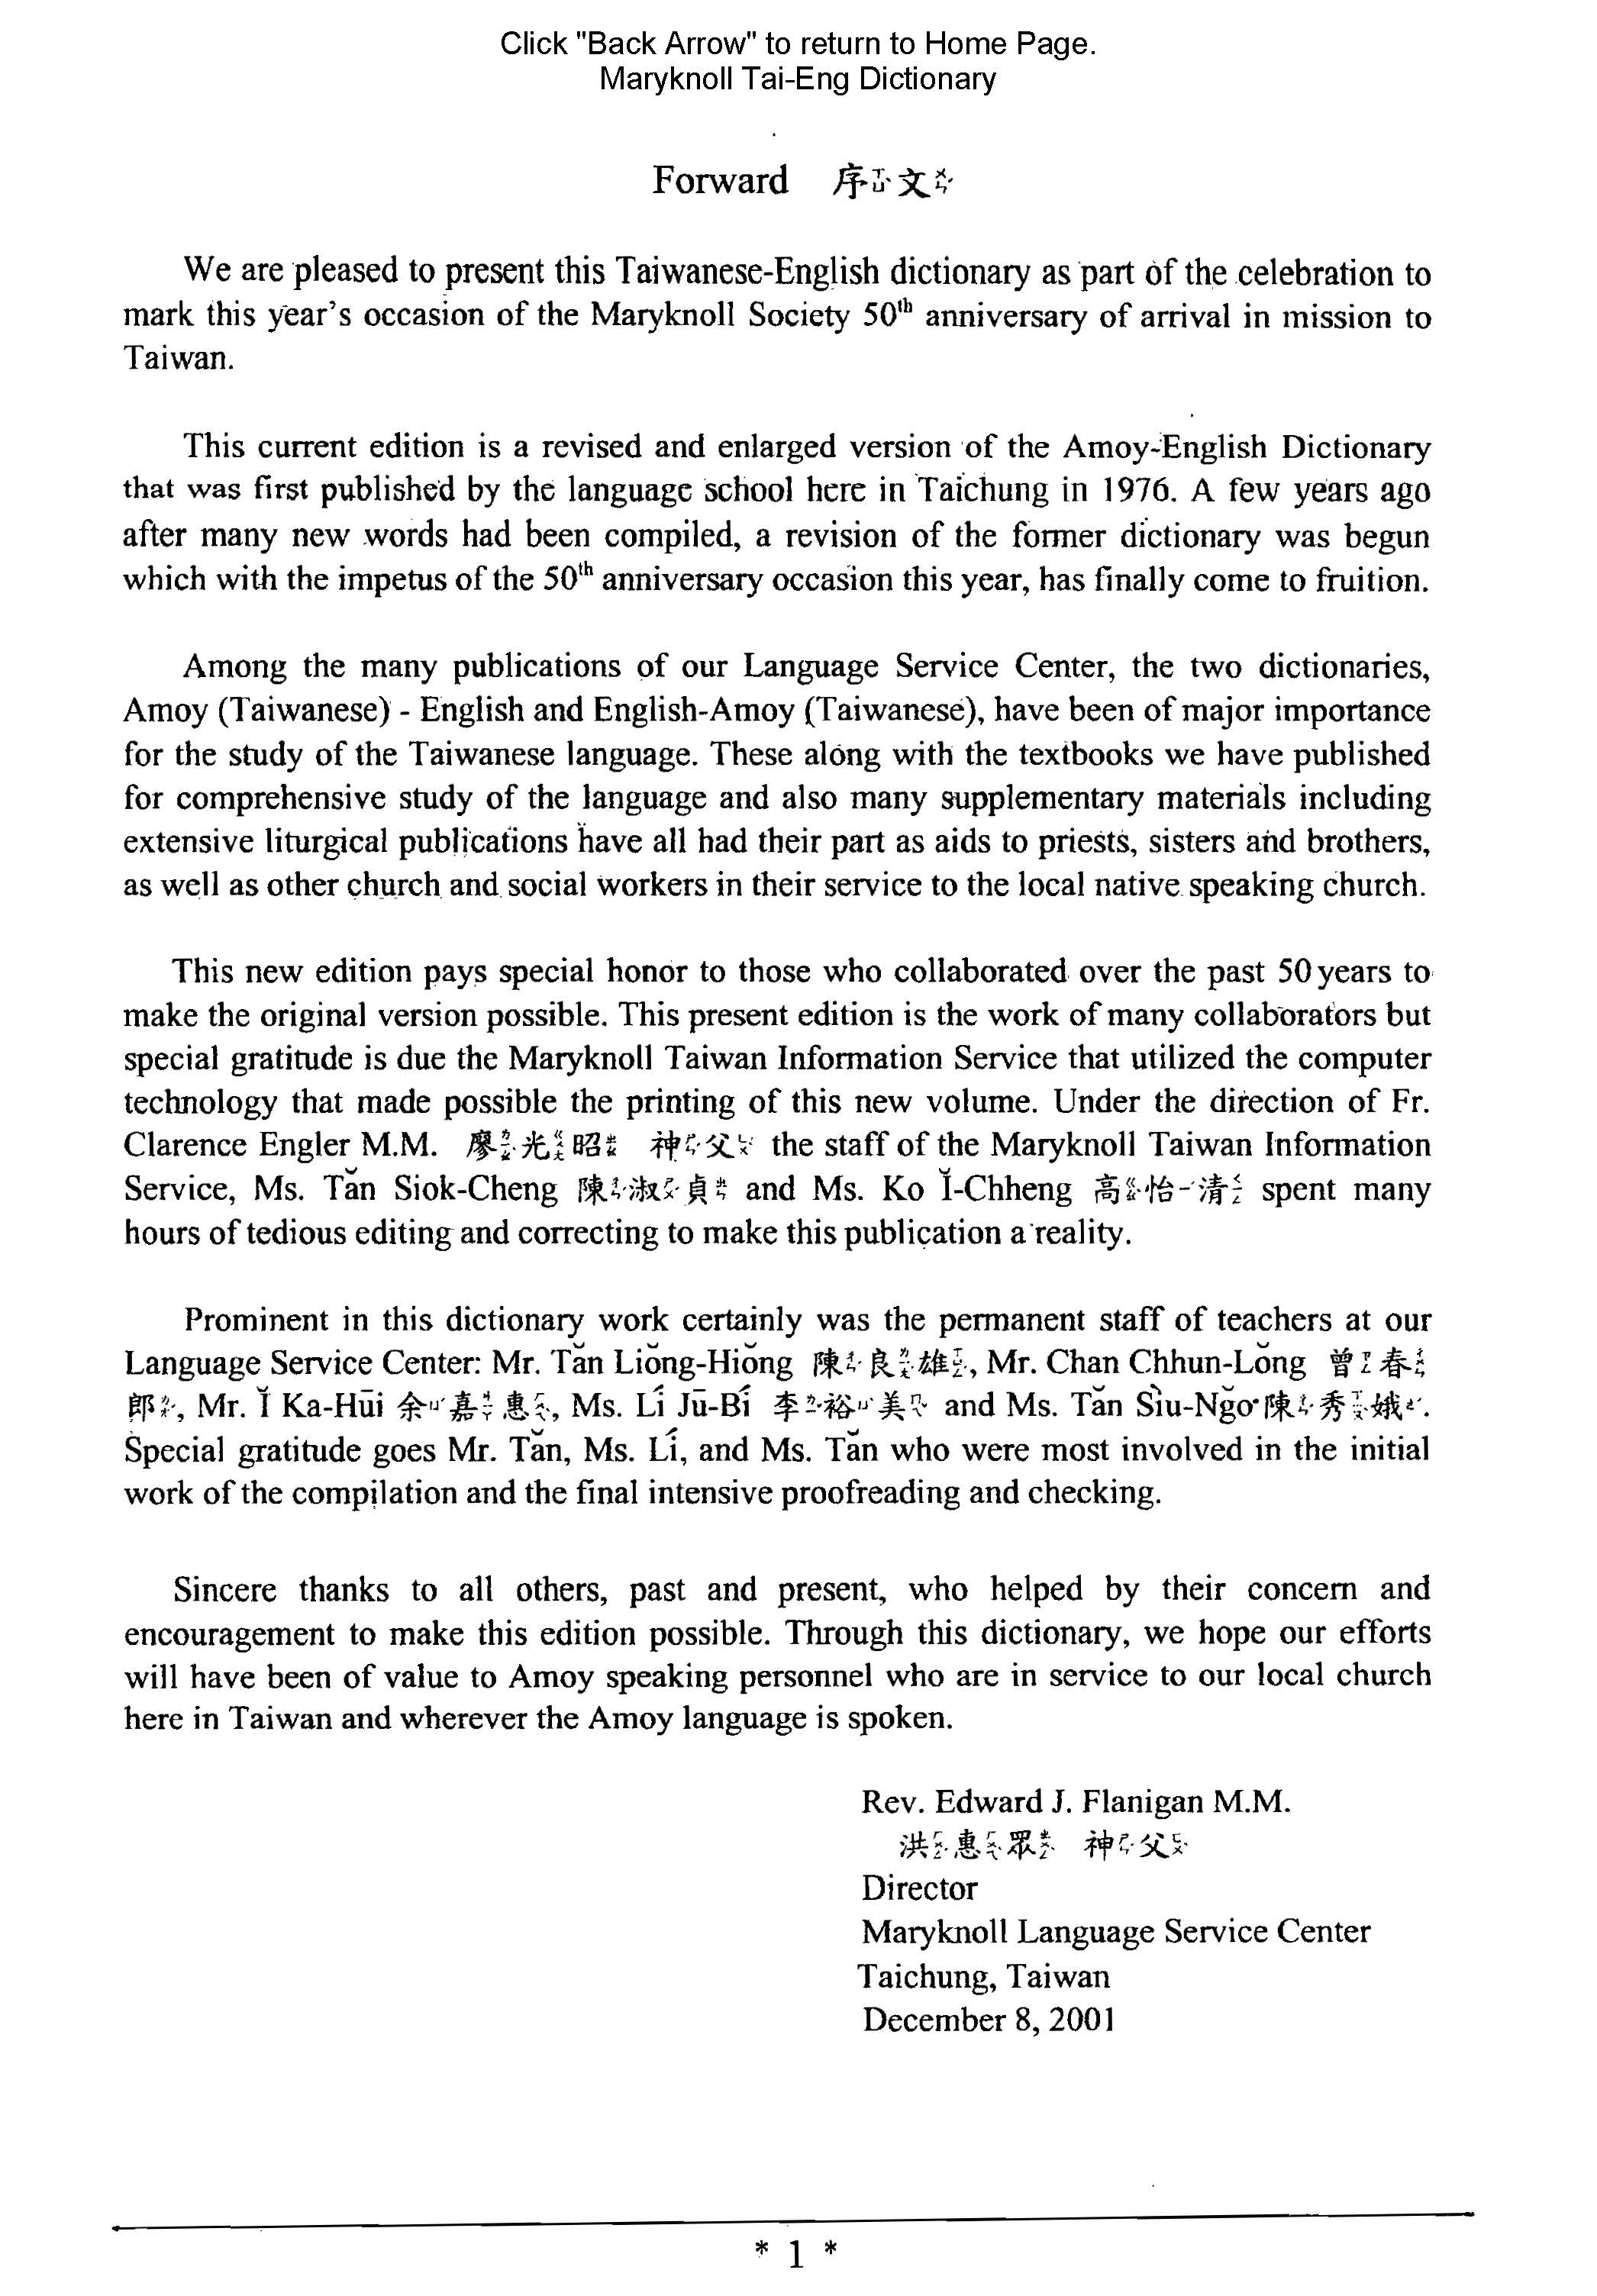 Click "Back Arrow" to return to Home Page.
Maryknoll Tai-Eng Dictionary
Forward 序文
We are pleased to present this Taiwanese-English dictionary as part of the celebration to
mark this year's occasion of the Maryknoll Society 50th anniversary of arrival in mission to
Taiwan.
This current edition is a revised and enlarged version of the Amoy-English Dictionary
that was first published by the language school here in Taichung in 1976. A few years ago
after many new words had been compiled, a revision of the former dictionary was begun
which with the impetus of the 50th anniversary occasion this year, has finally come to fruition.
Among the many publications of our Language Service Center, the two dictionaries,
Amoy (Taiwanese) - English and English-Amoy (Taiwanese), have been of major importance
for the study of the Taiwanese language. These along with the textbooks we have published
for comprehensive study of the language and also many supplementary materials including
extensive liturgical publications have all had their part as aids to priests, sisters and brothers,
as well as other church and social workers in their service to the local native speaking church.
This new edition pays special honor to those who collaborated over the past 50 years to
make the original version possible. This present edition is the work of many collaborators but
special gratitude is due the Maryknoll Taiwan Information Service that utilized the computer
technology that made possible the printing of this new volume. Under the direction of Fr.
Clarence Engler M.M. 廖光昭 神父 the staff of the Maryknoll Taiwan Information
Service, Ms. Tǎn Siok-Cheng 陳淑貞 and Ms. Ko Ǐ-Chheng 高怡清 spent many
hours of tedious editing and correcting to make this publication a reality.
Prominent in this dictionary work certainly was the permanent staff of teachers at our
Language Service Center: Mr. Tǎn Liǒng-Hiǒng 陳良雄, Mr. Chan Chhun-Lǒng 曾春
郎, Mr. Ǐ Ka-Hūi 余嘉惠, Ms. Lí Jū-Bí 李裕美 and Ms. Tǎn Sìu-Ngǒ͘ 陳秀娥.
Special gratitude goes Mr. Tǎn, Ms. Lí, and Ms. Tǎn who were most involved in the initial
work of the compilation and the final intensive proofreading and checking.
Sincere thanks to all others, past and present, who helped by their concern and
encouragement to make this edition possible. Through this dictionary, we hope our efforts
will have been of value to Amoy speaking personnel who are in service to our local church
here in Taiwan and wherever the Amoy language is spoken.
Rev. Edward J. Flanigan M.M.
洪惠眾 神父
Director
Maryknoll Language Service Center
Taichung, Taiwan
December 8, 2001
* 1 *